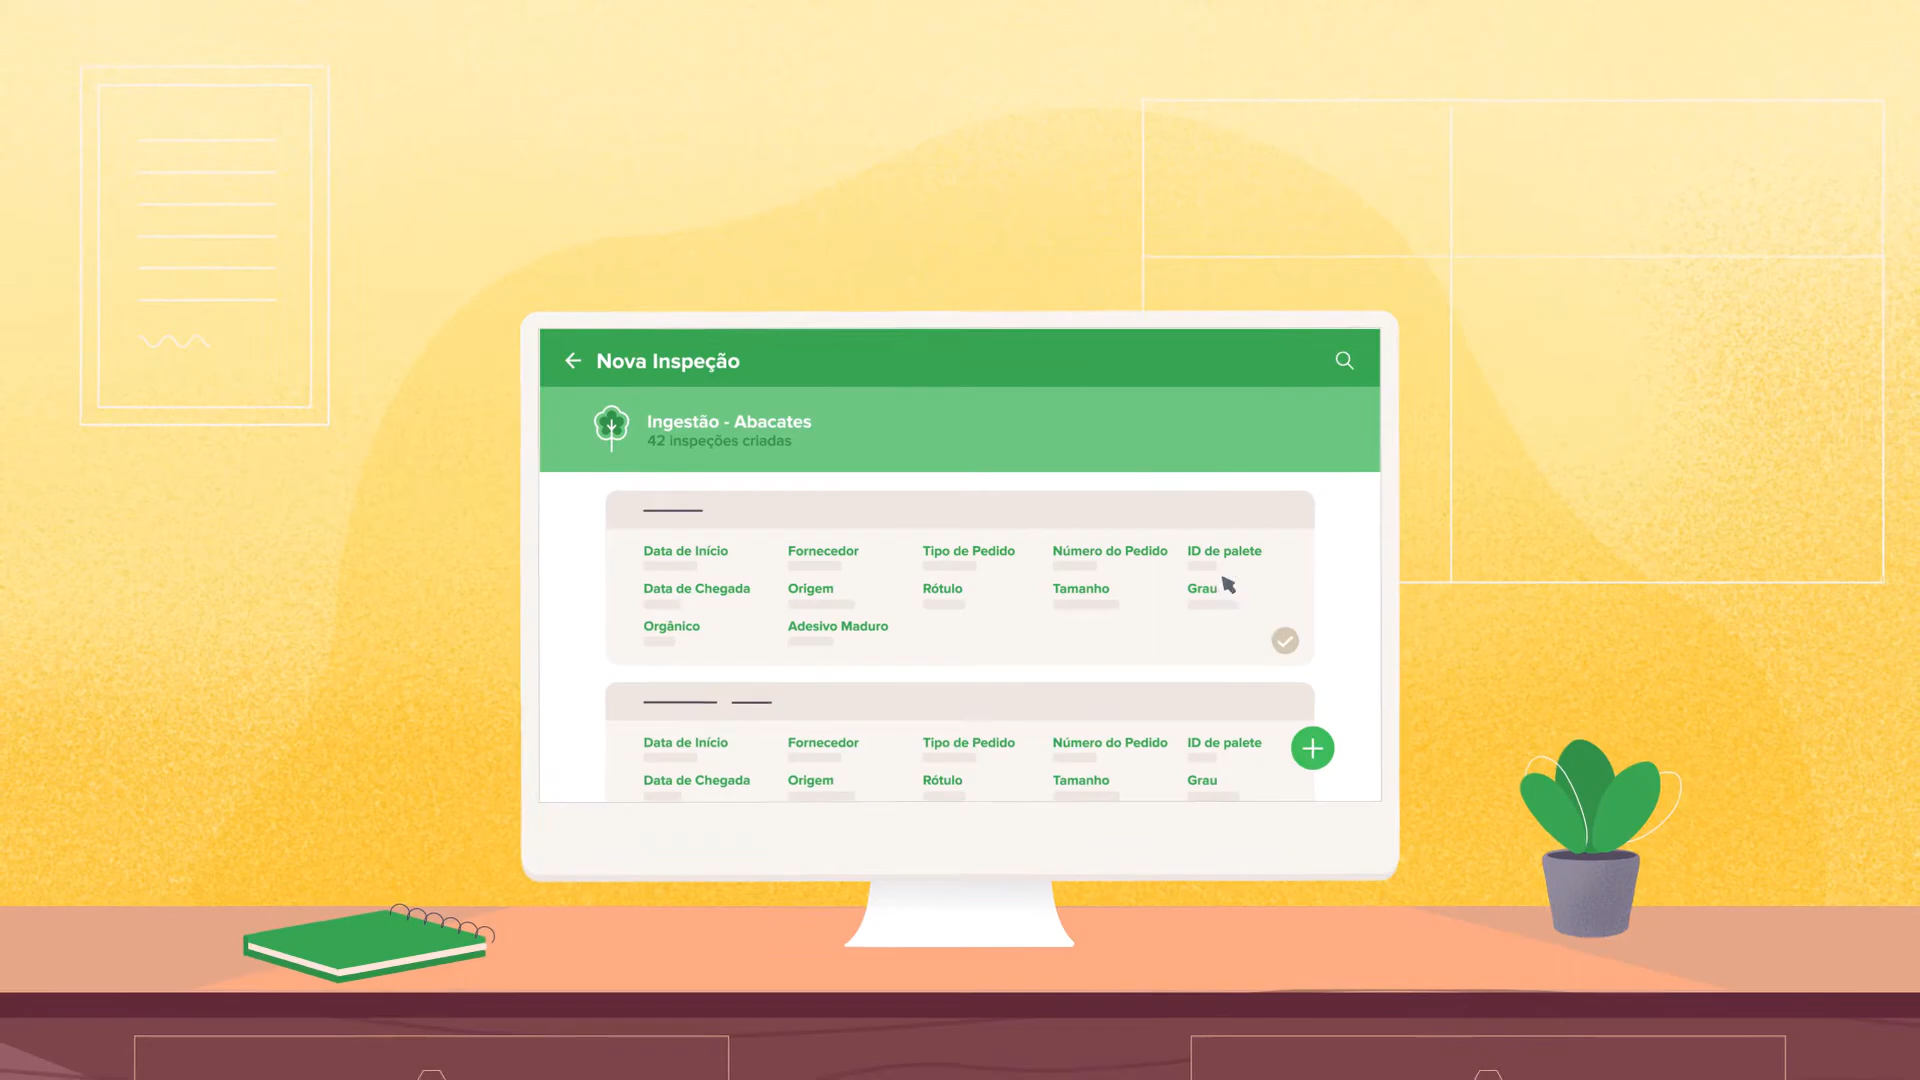 Nova Inspeção
Ingestão - Abacates
42 inspeções criadas
Data de Início Fornecedor Tipo de Pedido Número do Pedido ID de palete
Data de Chegada Origem Rótulo Tamanho Grau
Orgânico Adesivo Maduro
Data de Início Fornecedor Tipo de Pedido Número do Pedido ID de palete
Data de Chegada Origem Rótulo Tamanho Grau